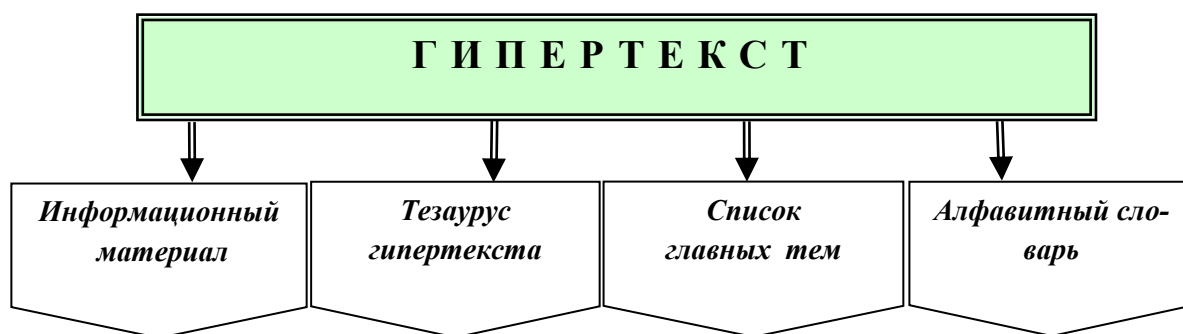 Г И П Е Р Т Е К С Т
Информационный
материал
Тезаурус
гипертекста
Список
главных тем
Алфавитный сло-
варь